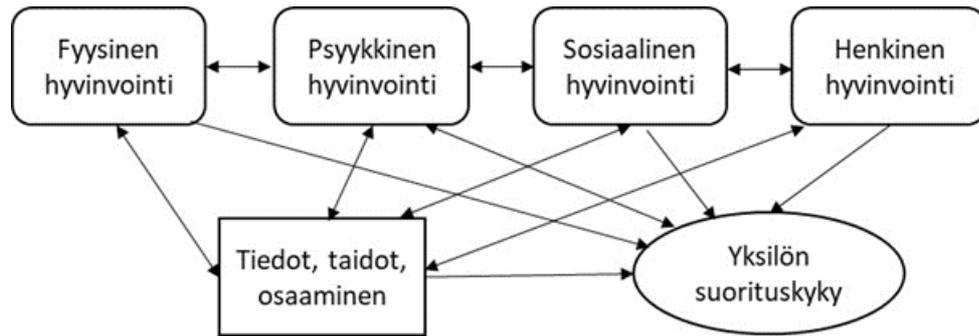 Fyysinen
hyvinvointi
Psyykkinen
hyvinvointi
Sosiaalinen
hyvinvointi
Henkinen
hyvinvointi
Tiedot, taidot,
osaaminen
Yksilön
suorituskyky